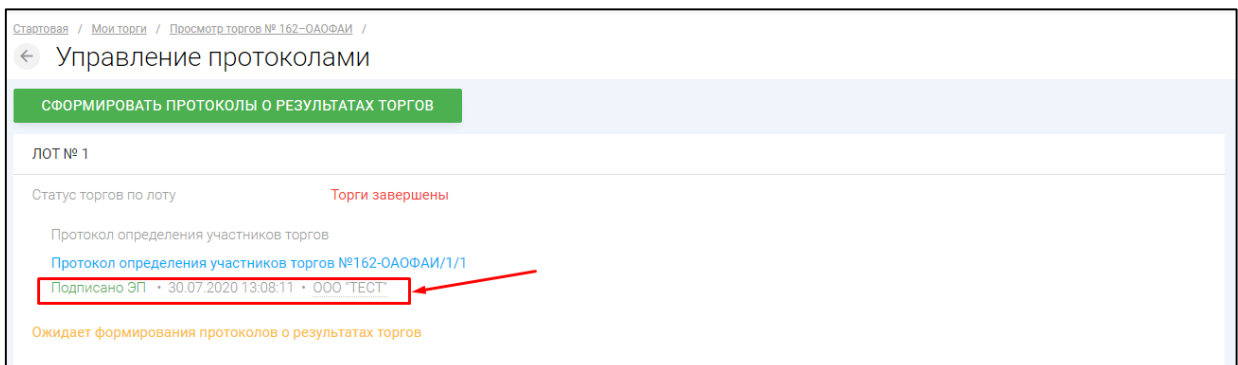 Стартовая / Мои торги / Просмотр торгов № 162-ОАОФАИ /
Управление протоколами
СФОРМИРОВАТЬ ПРОТОКОЛЫ О РЕЗУЛЬТАТАХ ТОРГОВ
ЛОТ № 1
Статус торгов по лоту Торги завершены
Протокол определения участников торгов
Протокол определения участников торгов №162-ОАОФАИ/1/1
Подписано ЭП • 30.07.2020 13:08:11 • ООО "ТЕСТ"
Ожидает формирования протоколов о результатах торгов